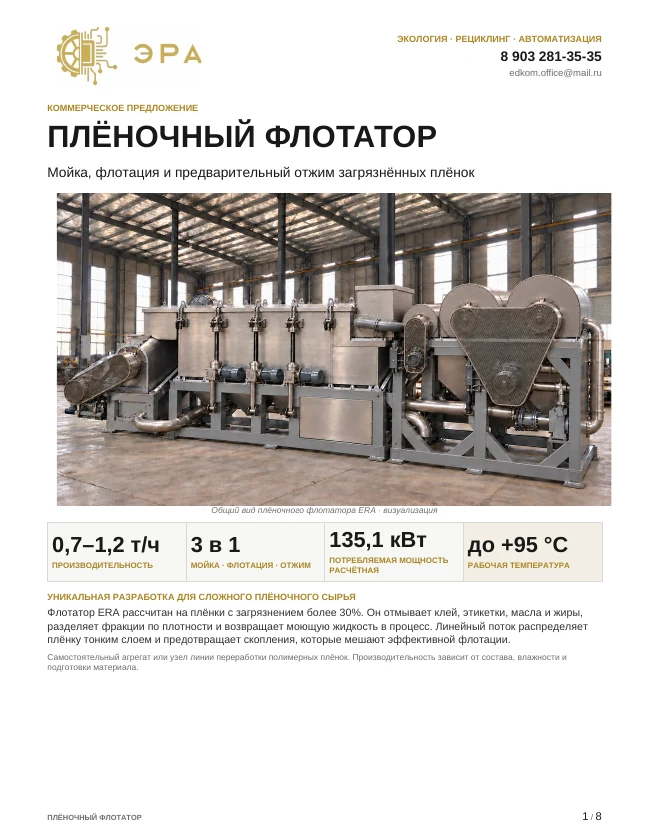 ЭРА
ЭКОЛОГИЯ · РЕЦИКЛИНГ · АВТОМАТИЗАЦИЯ
8 903 281-35-35
edkom.office@mail.ru
КОММЕРЧЕСКОЕ ПРЕДЛОЖЕНИЕ
ПЛЁНОЧНЫЙ ФЛОТАТОР
Мойка, флотация и предварительный отжим загрязнённых плёнок
Общий вид плёночного флотатора ERA · визуализация
0,7–1,2 т/ч
ПРОИЗВОДИТЕЛЬНОСТЬ
3 в 1
МОЙКА · ФЛОТАЦИЯ · ОТЖИМ
135,1 кВт
ПОТРЕБЛЯЕМАЯ МОЩНОСТЬ
РАСЧЁТНАЯ
до +95 °C
РАБОЧАЯ ТЕМПЕРАТУРА
УНИКАЛЬНАЯ РАЗРАБОТКА ДЛЯ СЛОЖНОГО ПЛЁНОЧНОГО СЫРЬЯ
Флотатор ERA рассчитан на плёнки с загрязнением более 30%. Он отмывает клей, этикетки, масла и жиры,
разделяет фракции по плотности и возвращает моющую жидкость в процесс. Линейный поток распределяет
плёнку тонким слоем и предотвращает скопления, которые мешают эффективной флотации.
Самостоятельный агрегат или узел линии переработки полимерных плёнок. Производительность зависит от состава, влажности и
подготовки материала.
ПЛЁНОЧНЫЙ ФЛОТАТОР
1 / 8